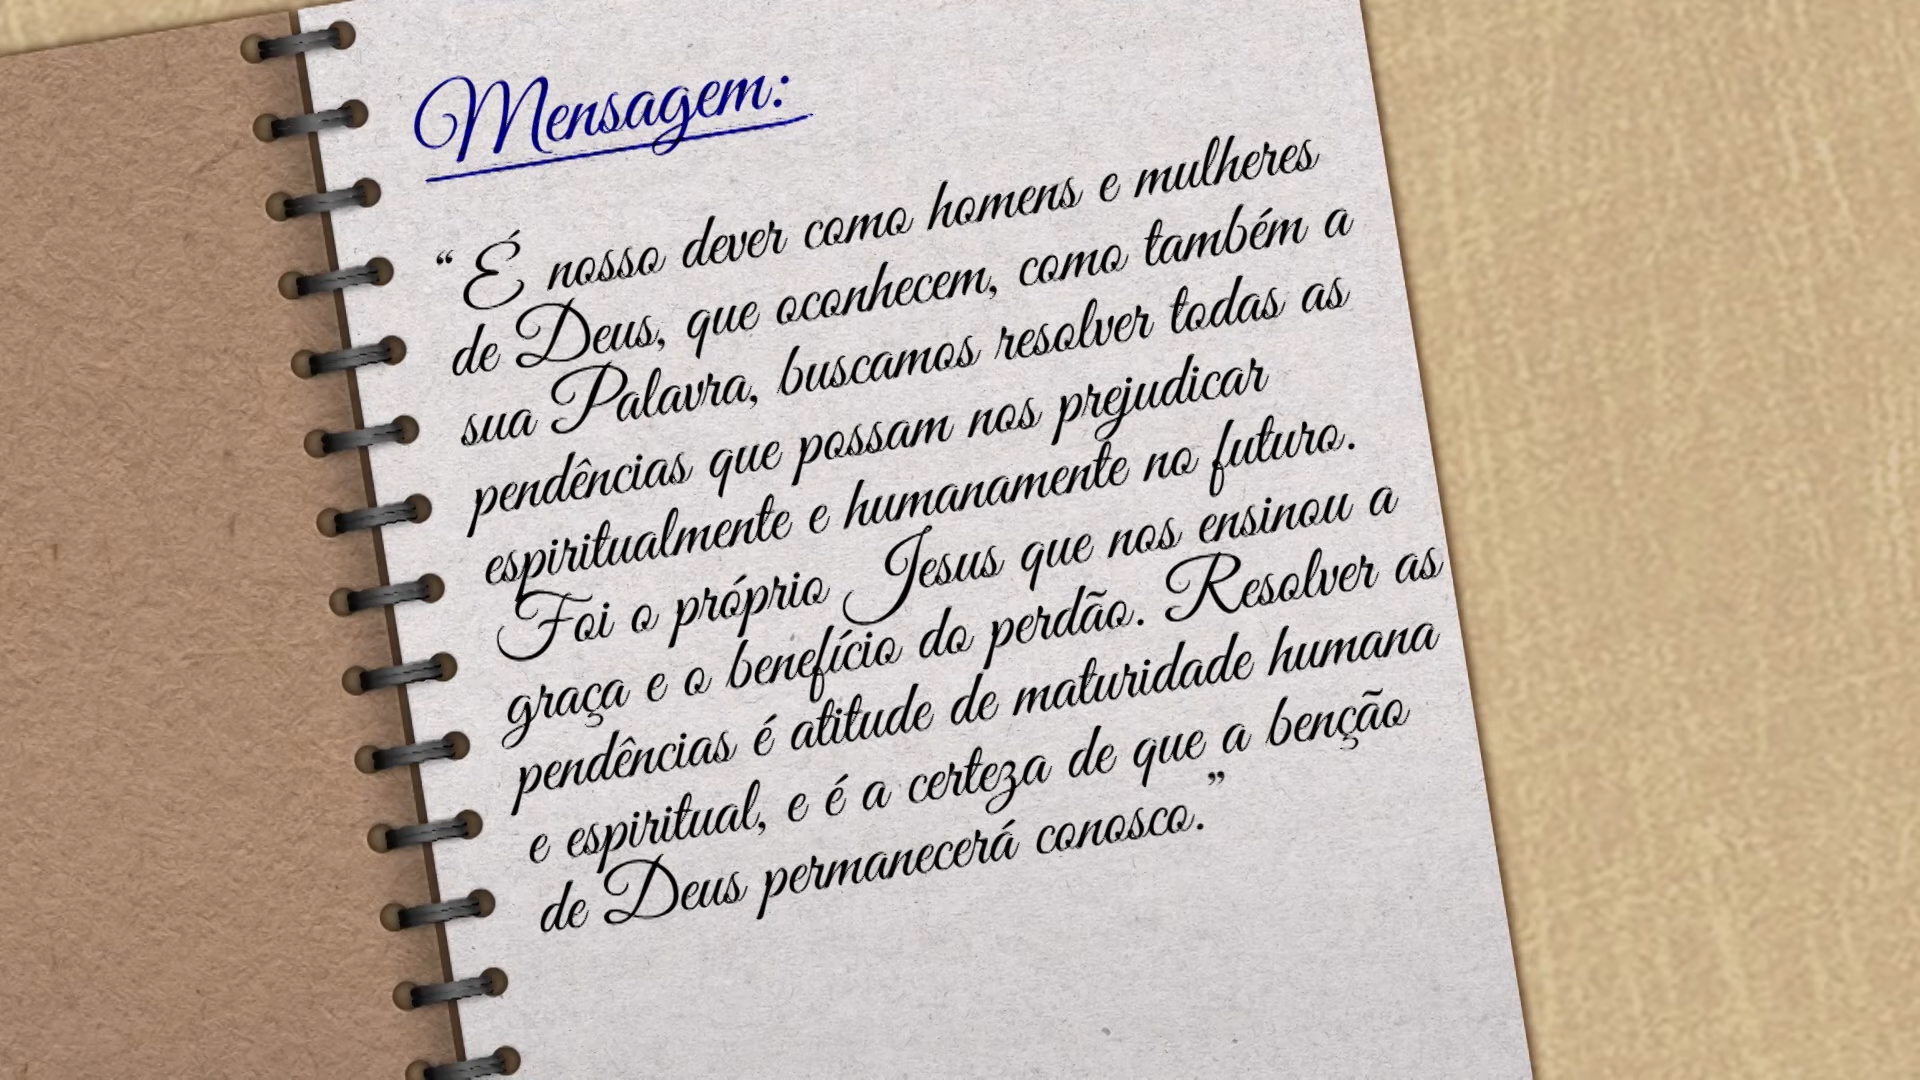 Mensagem:
“ É nosso dever como homens e mulheres
de Deus, que oconhecem, como também a
sua Palavra, buscamos resolver todas as
pendências que possam nos prejudicar
espiritualmente e humanamente no futuro.
Foi o próprio Jesus que nos ensinou a
graça e o benefício do perdão. Resolver as
pendências é atitude de maturidade humana
e espiritual, e é a certeza de que a benção
de Deus permanecerá conosco.”